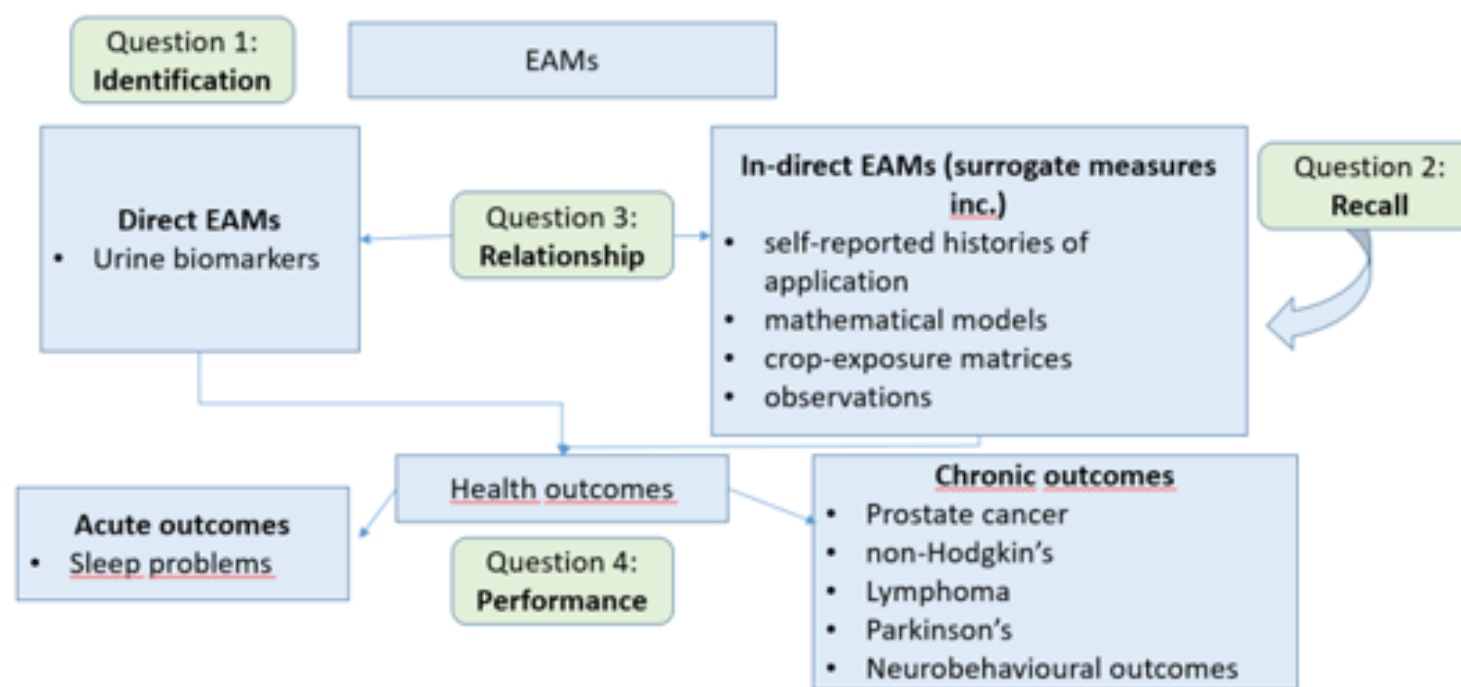 Question 1:
Identification
EAMs
Direct EAMs
• Urine biomarkers
Question 3:
Relationship
In-direct EAMs (surrogate measures
inc.)
• self-reported histories of
application
• mathematical models
• crop-exposure matrices
• observations
Question 2:
Recall
Health outcomes
Acute outcomes
• Sleep problems
Question 4:
Performance
Chronic outcomes
• Prostate cancer
• non-Hodgkin’s
• Lymphoma
• Parkinson’s
• Neurobehavioural outcomes